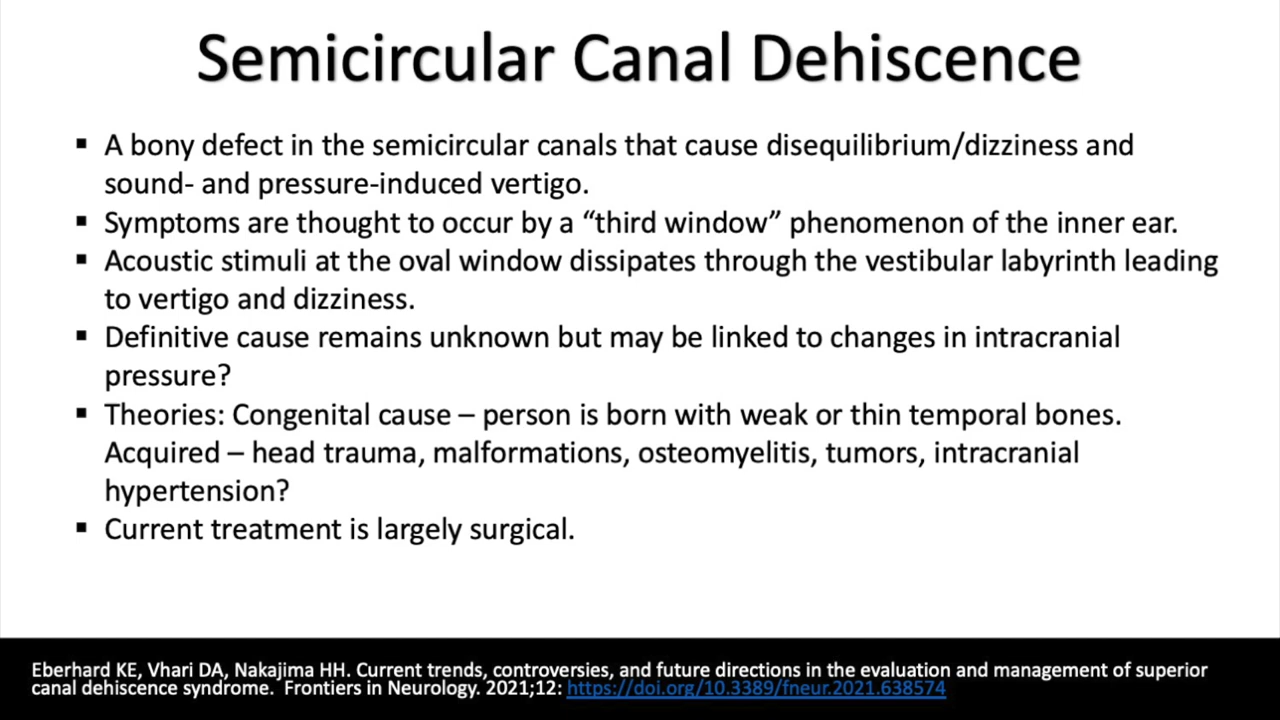 Semicircular Canal Dehiscence
▪ A bony defect in the semicircular canals that cause disequilibrium/dizziness and
sound- and pressure-induced vertigo.
▪ Symptoms are thought to occur by a “third window” phenomenon of the inner ear.
▪ Acoustic stimuli at the oval window dissipates through the vestibular labyrinth leading
to vertigo and dizziness.
▪ Definitive cause remains unknown but may be linked to changes in intracranial
pressure?
▪ Theories: Congenital cause – person is born with weak or thin temporal bones.
Acquired – head trauma, malformations, osteomyelitis, tumors, intracranial
hypertension?
▪ Current treatment is largely surgical.
Eberhard KE, Vhari DA, Nakajima HH. Current trends, controversies, and future directions in the evaluation and management of superior
canal dehiscence syndrome. Frontiers in Neurology. 2021;12: https://doi.org/10.3389/fneur.2021.638574